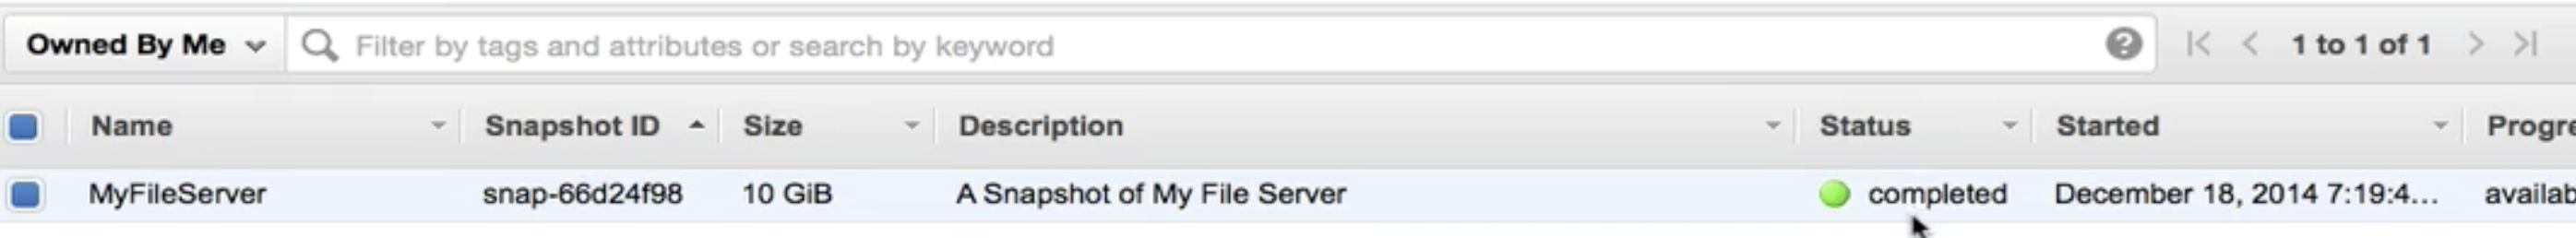 Owned By Me Filter by tags and attributes or search by keyword ? 1 to 1 of 1
Name Snapshot ID Size Description Status Started Progre
MyFileServer snap-66d24f98 10 GiB A Snapshot of My File Server completed December 18, 2014 7:19:4... availab